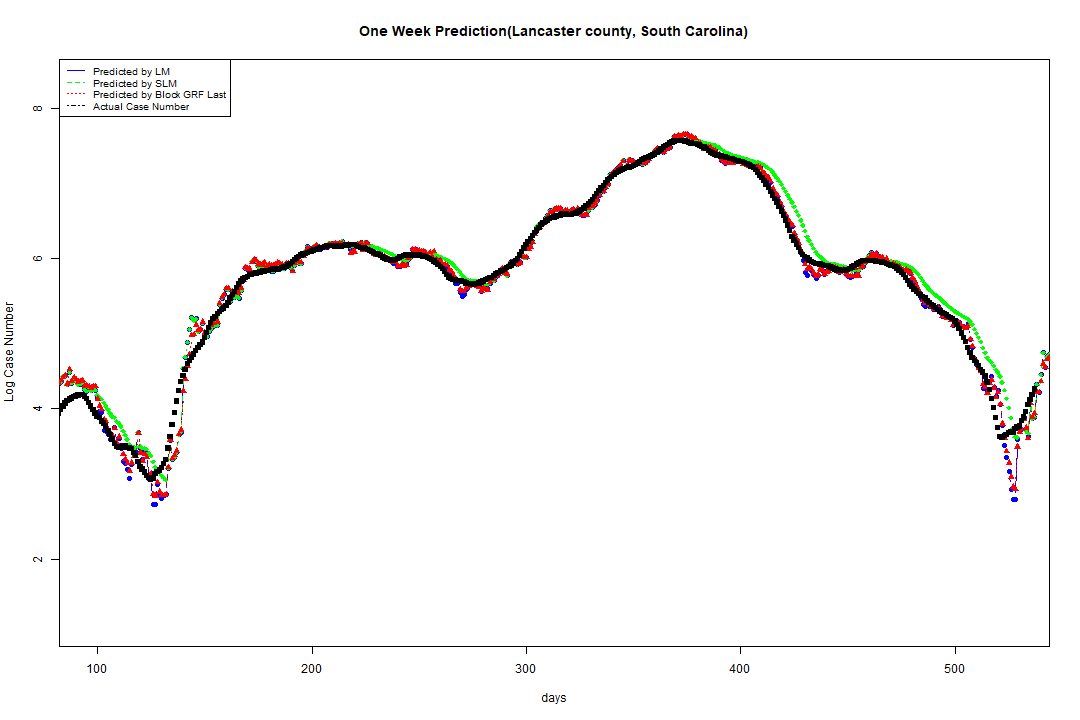 One Week Prediction(Lancaster county, South Carolina)
Predicted by LM
Predicted by SLM
Predicted by Block GRF Last
Actual Case Number
8
6
4
2
Log Case Number
100
200
300
400
500
days